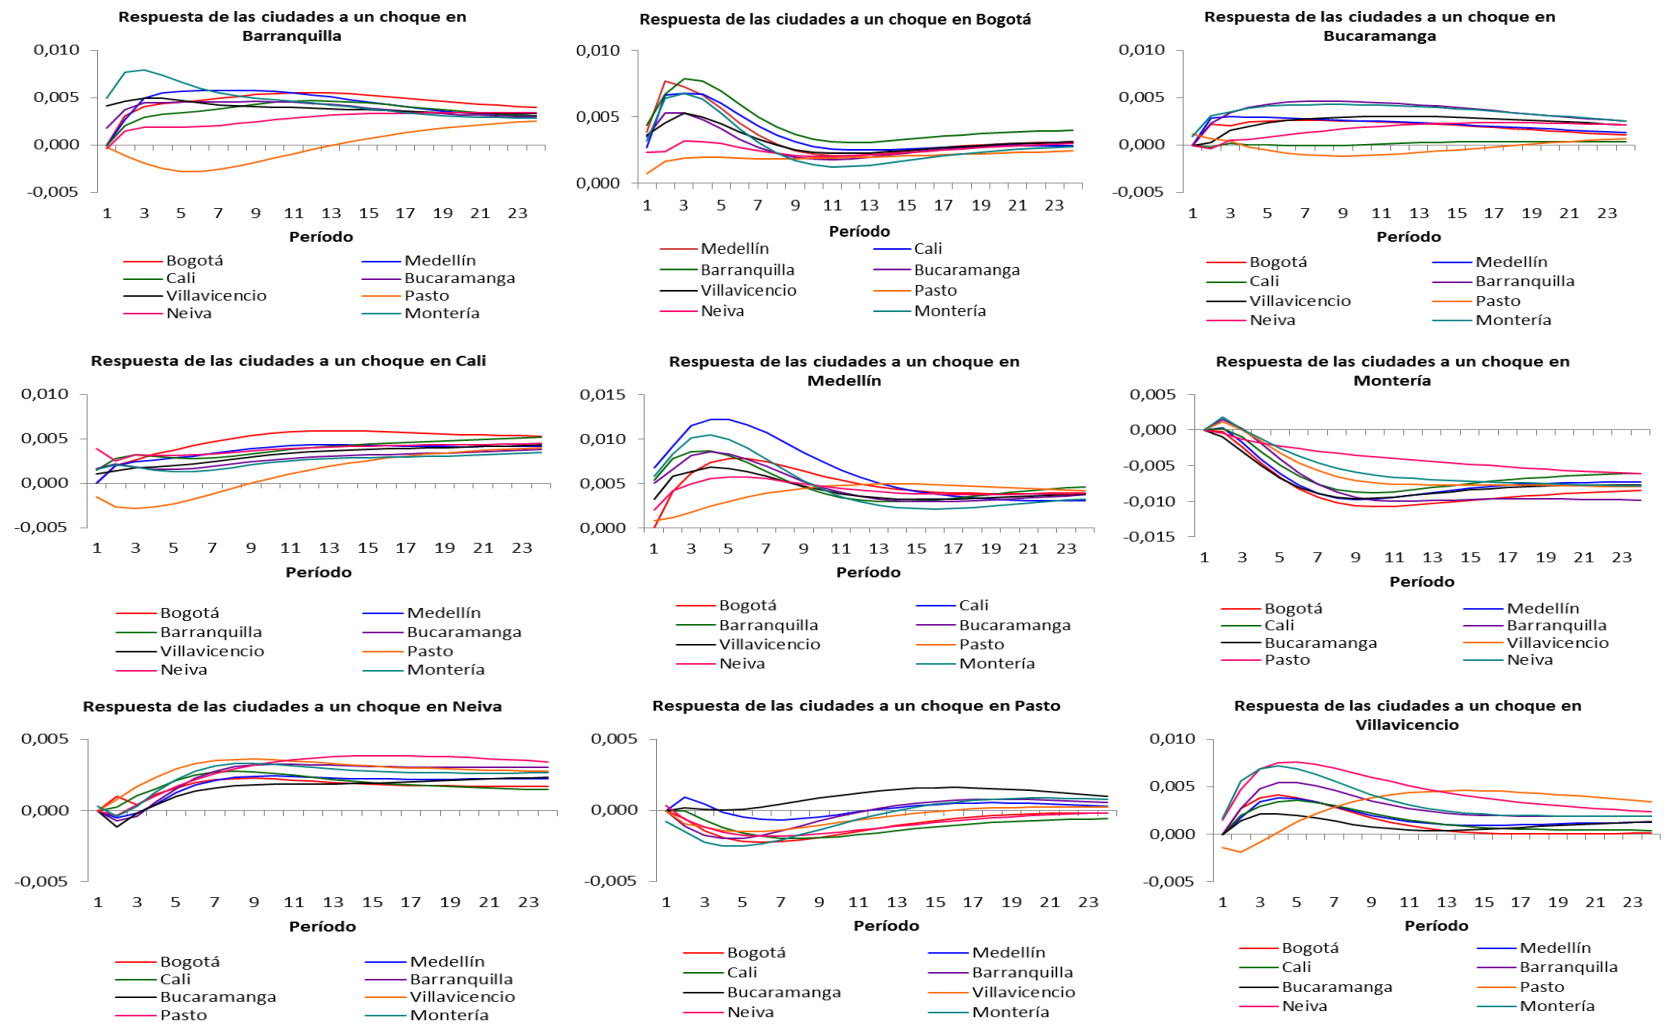 Respuesta de las ciudades a un choque en
Barranquilla
0,010
0,005
0,000
-0,005
1 3 5 7 9 11 13 15 17 19 21 23
Período
Bogotá Medellín
Cali Bucaramanga
Villavicencio Pasto
Neiva Montería
Respuesta de las ciudades a un choque en Bogotá
0,010
0,005
0,000
1 3 5 7 9 11 13 15 17 19 21 23
Período
Medellín Cali
Barranquilla Bucaramanga
Villavicencio Pasto
Neiva Montería
Respuesta de las ciudades a un choque en
Bucaramanga
0,010
0,005
0,000
-0,005
1 3 5 7 9 11 13 15 17 19 21 23
Período
Bogotá Medellín
Cali Barranquilla
Villavicencio Pasto
Neiva Montería
Respuesta de las ciudades a un choque en Cali
0,010
0,005
0,000
-0,005
1 3 5 7 9 11 13 15 17 19 21 23
Período
Bogotá Medellín
Barranquilla Bucaramanga
Villavicencio Pasto
Neiva Montería
Respuesta de las ciudades a un choque en
Medellín
0,015
0,010
0,005
0,000
1 3 5 7 9 11 13 15 17 19 21 23
Período
Bogotá Cali
Barranquilla Bucaramanga
Villavicencio Pasto
Neiva Montería
Respuesta de las ciudades a un choque en
Montería
0,005
0,000
-0,005
-0,010
-0,015
1 3 5 7 9 11 13 15 17 19 21 23
Período
Bogotá Medellín
Cali Barranquilla
Bucaramanga Villavicencio
Pasto Neiva
Respuesta de las ciudades a un choque en Neiva
0,005
0,000
-0,005
1 3 5 7 9 11 13 15 17 19 21 23
Período
Bogotá Medellín
Cali Barranquilla
Bucaramanga Villavicencio
Pasto Montería
Respuesta de las ciudades a un choque en Pasto
0,005
0,000
-0,005
1 3 5 7 9 11 13 15 17 19 21 23
Período
Bogotá Medellín
Cali Barranquilla
Bucaramanga Villavicencio
Neiva Montería
Respuesta de las ciudades a un choque en
Villavicencio
0,010
0,005
0,000
-0,005
1 3 5 7 9 11 13 15 17 19 21 23
Período
Bogotá Medellín
Cali Barranquilla
Bucaramanga Pasto
Neiva Montería